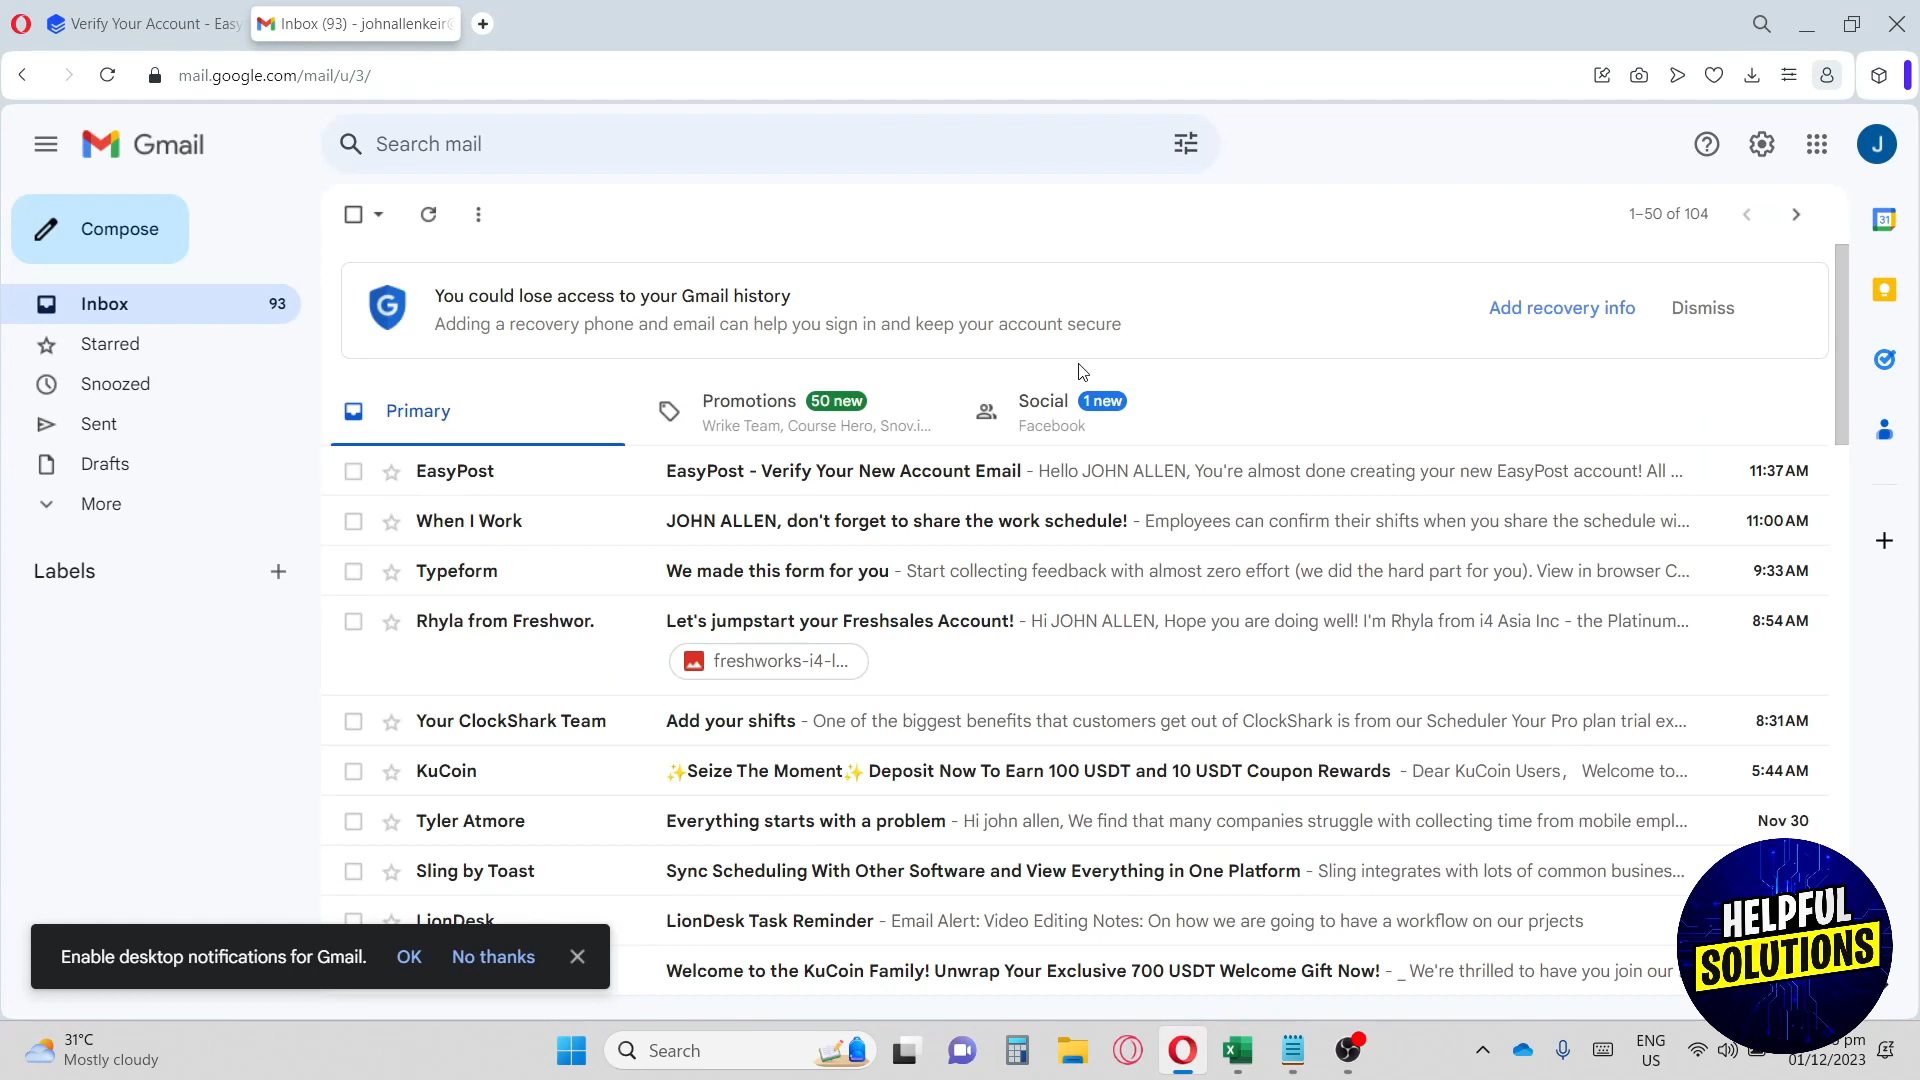 Verify Your Account - Easy
Inbox (93) - johnallenkeir@
mail.google.com/mail/u/3/
Gmail
Search mail
J
Compose
1–50 of 104
31
You could lose access to your Gmail history
Adding a recovery phone and email can help you sign in and keep your account secure
Add recovery info
Dismiss
Inbox 93
Starred
Snoozed
Sent
Drafts
More
Labels
Primary
Promotions 50 new
Wrike Team, Course Hero, Snov.i...
Social 1 new
Facebook
EasyPost EasyPost - Verify Your New Account Email - Hello JOHN ALLEN, You're almost done creating your new EasyPost account! All ... 11:37 AM
When I Work JOHN ALLEN, don't forget to share the work schedule! - Employees can confirm their shifts when you share the schedule wi... 11:00 AM
Typeform We made this form for you - Start collecting feedback with almost zero effort (we did the hard part for you). View in browser C... 9:33 AM
Rhyla from Freshwor. Let's jumpstart your Freshsales Account! - Hi JOHN ALLEN, Hope you are doing well! I'm Rhyla from i4 Asia Inc - the Platinum... 8:54 AM
freshworks-i4-l...
Your ClockShark Team Add your shifts - One of the biggest benefits that customers get out of ClockShark is from our Scheduler Your Pro plan trial ex... 8:31 AM
KuCoin ✨Seize The Moment✨ Deposit Now To Earn 100 USDT and 10 USDT Coupon Rewards - Dear KuCoin Users， Welcome to... 5:44 AM
Tyler Atmore Everything starts with a problem - Hi john allen, We find that many companies struggle with collecting time from mobile empl... Nov 30
Sling by Toast Sync Scheduling With Other Software and View Everything in One Platform - Sling integrates with lots of common busines...
LionDesk LionDesk Task Reminder - Email Alert: Video Editing Notes: On how we are going to have a workflow on our prjects
Welcome to the KuCoin Family! Unwrap Your Exclusive 700 USDT Welcome Gift Now! - _ We're thrilled to have you join our
Enable desktop notifications for Gmail. OK No thanks
HELPFUL
SOLUTIONS
31°C
Mostly cloudy
Search
ENG
US
pm
01/12/2023